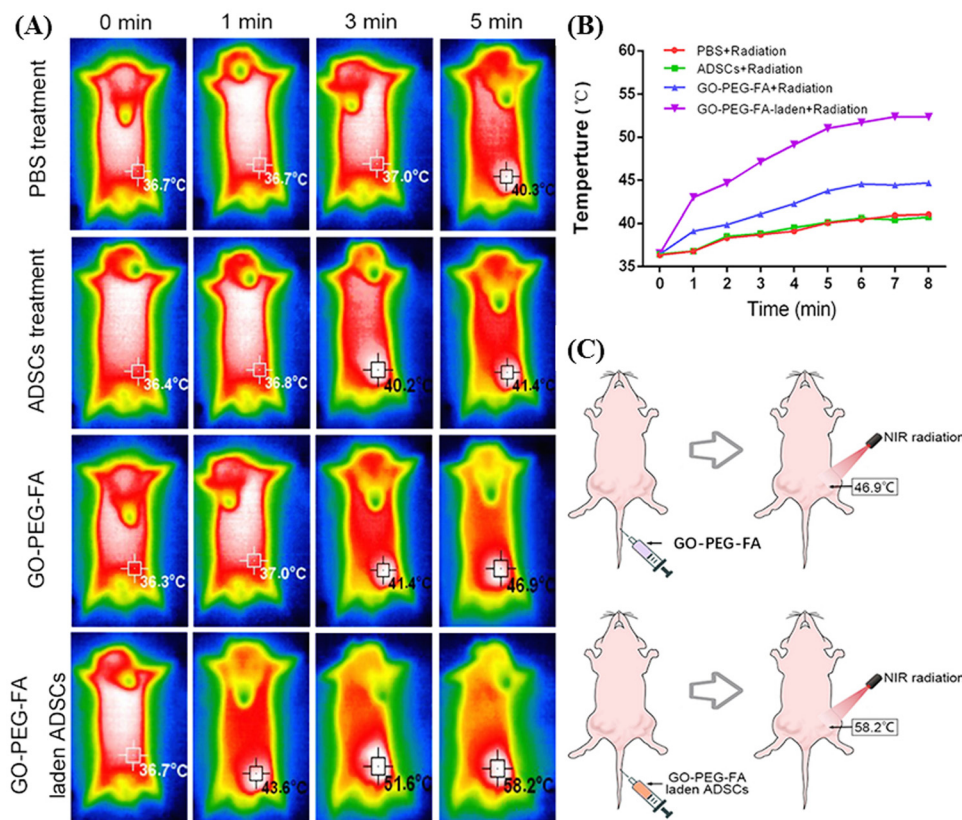 (A)
0 min
1 min
3 min
5 min
PBS treatment
36.7°C
36.7°C
37.0°C
40.3°C
ADSCs treatment
36.4°C
36.8°C
40.2°C
41.4°C
GO-PEG-FA
36.3°C
37.0°C
41.4°C
46.9°C
GO-PEG-FA
laden ADSCs
36.7°C
43.6°C
51.6°C
58.2°C
(B)
PBS+Radiation
ADSCs+Radiation
GO-PEG-FA+Radiation
GO-PEG-FA-laden+Radiation
Temperture (℃)
60
55
50
45
40
35
0 1 2 3 4 5 6 7 8
Time (min)
(C)
NIR radiation
46.9℃
GO-PEG-FA
NIR radiation
58.2℃
GO-PEG-FA
laden ADSCs